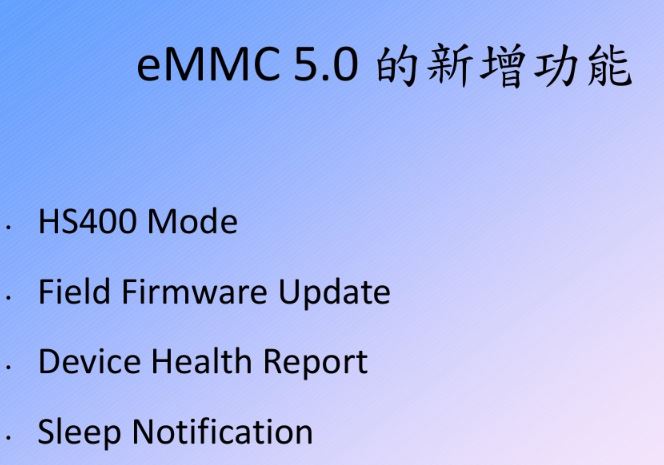 eMMC 5.0 的新增功能
· HS400 Mode
· Field Firmware Update
· Device Health Report
· Sleep Notification